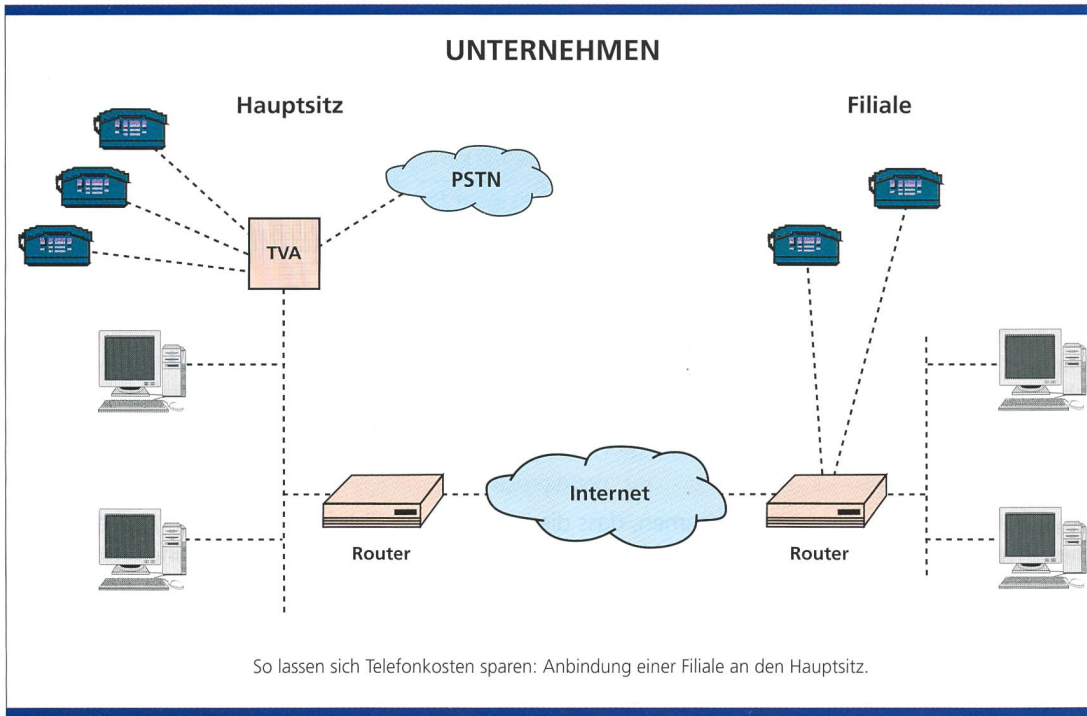 UNTERNEHMEN
Hauptsitz
Filiale
PSTN
TVA
Internet
Router
Router
So lassen sich Telefonkosten sparen: Anbindung einer Filiale an den Hauptsitz.